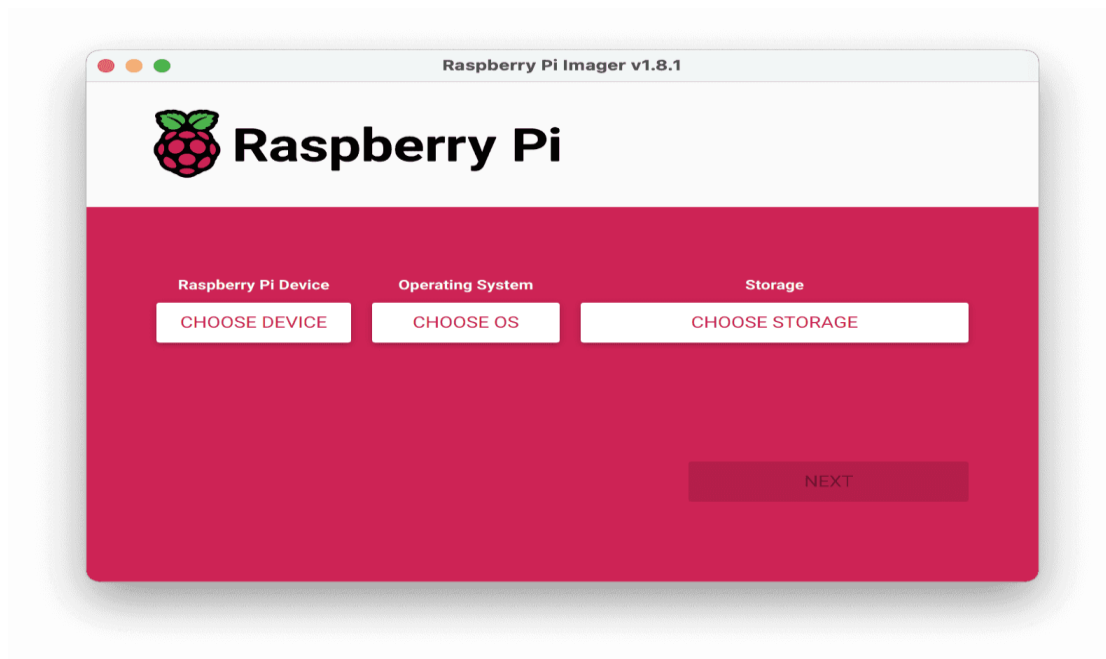 Raspberry Pi Imager v1.8.1
Raspberry Pi
Raspberry Pi Device
Operating System
Storage
CHOOSE DEVICE
CHOOSE OS
CHOOSE STORAGE
NEXT